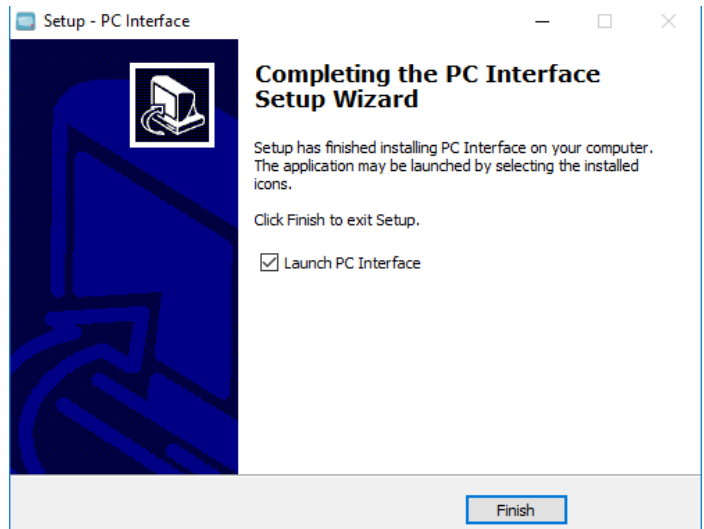 Setup - PC Interface
Completing the PC Interface
Setup Wizard
Setup has finished installing PC Interface on your computer.
The application may be launched by selecting the installed
icons.
Click Finish to exit Setup.
Launch PC Interface
Finish